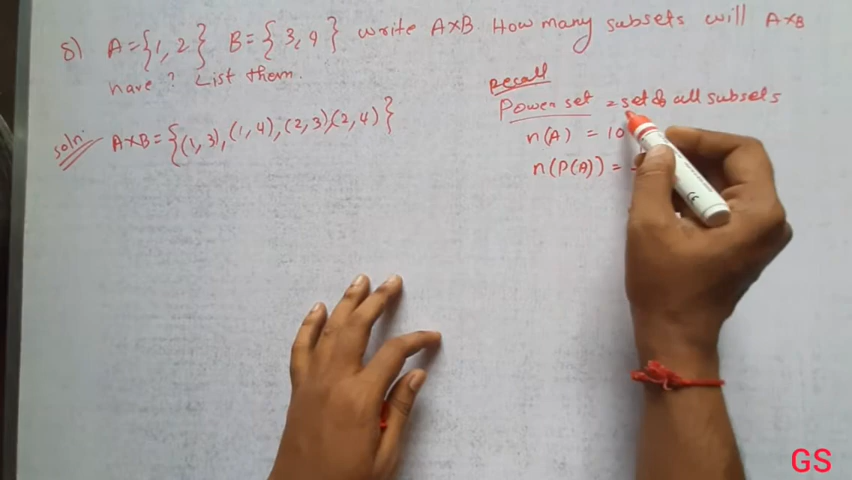 5) A={1, 2} B={3, 4} write A×B. How many subsets will A×B
have? List them.
recall
Power set = set of all subsets
n(A) = 10
n(P(A)) =
soln: A×B = {(1, 3), (1, 4), (2, 3), (2, 4)}
GS